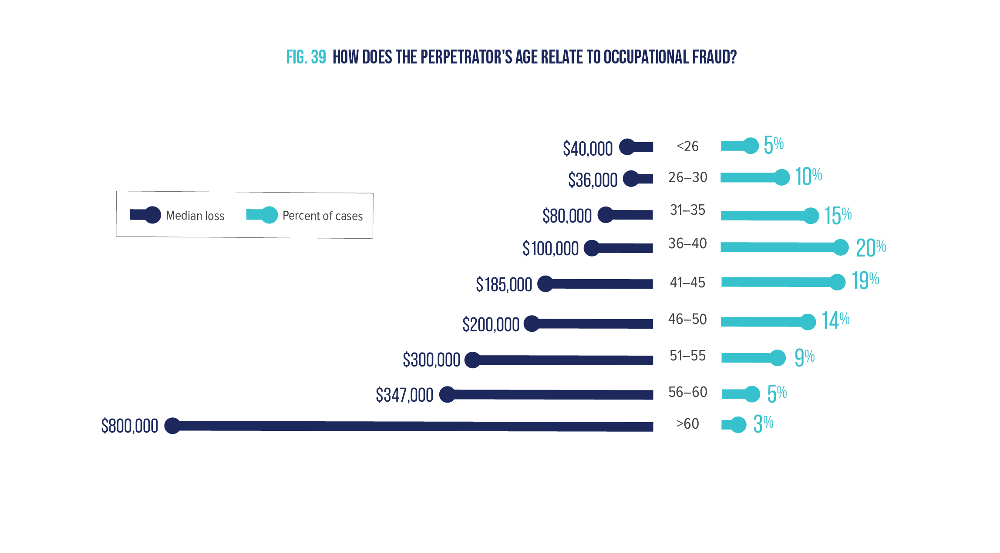 FIG. 39 HOW DOES THE PERPETRATOR'S AGE RELATE TO OCCUPATIONAL FRAUD?
Median loss Percent of cases
$40,000 <26 5%
$36,000 26–30 10%
$80,000 31–35 15%
$100,000 36–40 20%
$185,000 41–45 19%
$200,000 46–50 14%
$300,000 51–55 9%
$347,000 56–60 5%
$800,000 >60 3%